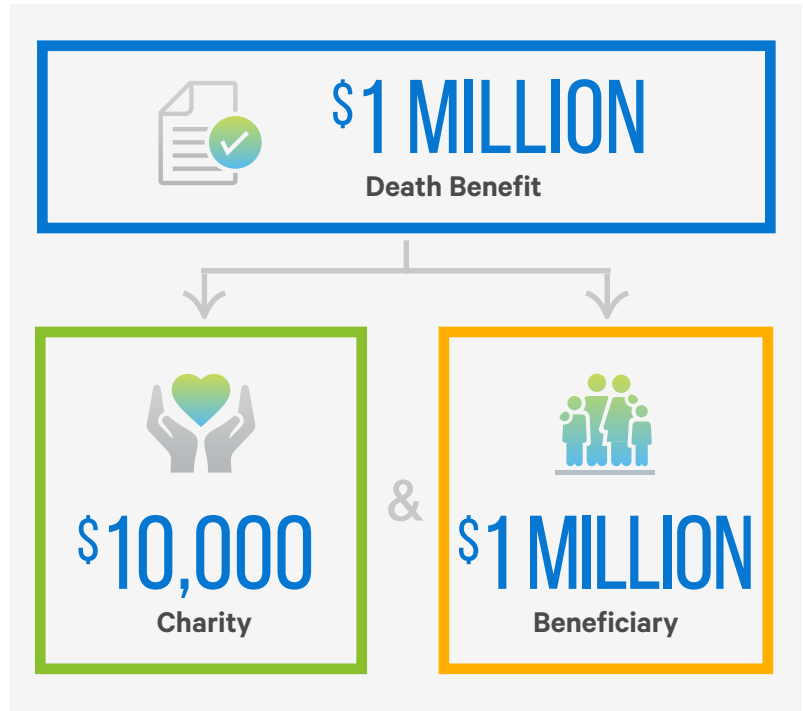 $1 MILLION
Death Benefit
$10,000
Charity
&
$1 MILLION
Beneficiary